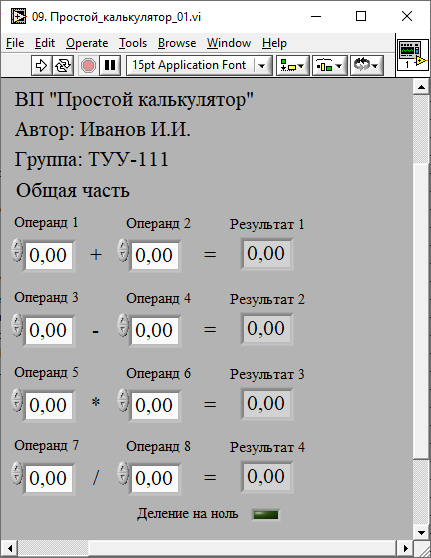 09. Простой_калькулятор_01.vi
File Edit Operate Tools Browse Window Help
15pt Application Font
1
ВП "Простой калькулятор"
Автор: Иванов И.И.
Группа: ТУУ-111
Общая часть
Операнд 1 Операнд 2 Результат 1
0,00 + 0,00 = 0,00
Операнд 3 Операнд 4 Результат 2
0,00 - 0,00 = 0,00
Операнд 5 Операнд 6 Результат 3
0,00 * 0,00 = 0,00
Операнд 7 Операнд 8 Результат 4
0,00 / 0,00 = 0,00
Деление на ноль